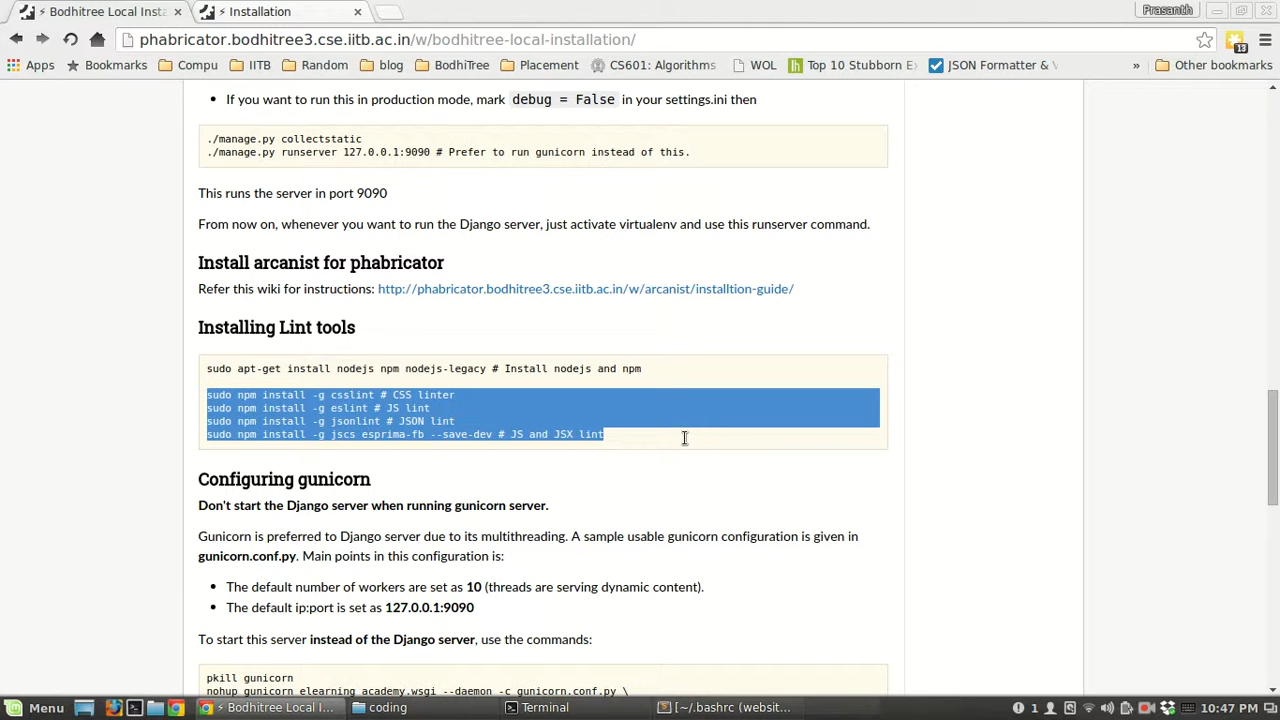 Bodhitree Local Insta
Installation
Prasanth
phabricator.bodhitree3.cse.iitb.ac.in/w/bodhitree-local-installation/
13
Apps Bookmarks Compu IITB Random blog BodhiTree Placement CS601: Algorithms WOL Top 10 Stubborn E JSON Formatter & V » Other bookmarks
If you want to run this in production mode, mark debug = False in your settings.ini then
./manage.py collectstatic
./manage.py runserver 127.0.0.1:9090 # Prefer to run gunicorn instead of this.
This runs the server in port 9090
From now on, whenever you want to run the Django server, just activate virtualenv and use this runserver command.
Install arcanist for phabricator
Refer this wiki for instructions: http://phabricator.bodhitree3.cse.iitb.ac.in/w/arcanist/installtion-guide/
Installing Lint tools
sudo apt-get install nodejs npm nodejs-legacy # Install nodejs and npm
sudo npm install -g csslint # CSS linter
sudo npm install -g eslint # JS lint
sudo npm install -g jsonlint # JSON lint
sudo npm install -g jscs esprima-fb --save-dev # JS and JSX lint
Configuring gunicorn
Don't start the Django server when running gunicorn server.
Gunicorn is preferred to Django server due to its multithreading. A sample usable gunicorn configuration is given in
gunicorn.conf.py. Main points in this configuration is:
The default number of workers are set as 10 (threads are serving dynamic content).
The default ip:port is set as 127.0.0.1:9090
To start this server instead of the Django server, use the commands:
pkill gunicorn
nohup gunicorn elearning_academy.wsgi --daemon -c gunicorn.conf.py \
Menu Bodhitree Local I... coding Terminal [~/.bashrc (websit... 1 10:47 PM